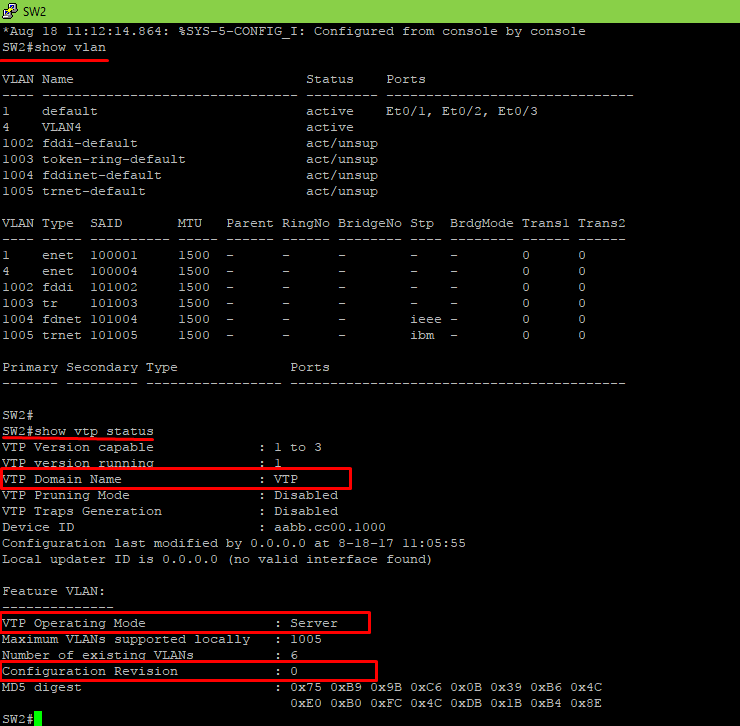 SW2
*Aug 18 11:12:14.864: %SYS-5-CONFIG_I: Configured from console by console
SW2#show vlan
VLAN Name                             Status    Ports
---- -------------------------------- --------- -------------------------------
1    default                          active    Et0/1, Et0/2, Et0/3
4    VLAN4                            active
1002 fddi-default                     act/unsup
1003 token-ring-default               act/unsup
1004 fddinet-default                  act/unsup
1005 trnet-default                    act/unsup
VLAN Type  SAID       MTU   Parent RingNo BridgeNo Stp  BrdgMode Trans1 Trans2
---- ----- ---------- ----- ------ ------ -------- ---- -------- ------ ------
1    enet  100001     1500  -      -      -        -    -        0      0
4    enet  100004     1500  -      -      -        -    -        0      0
1002 fddi  101002     1500  -      -      -        -    -        0      0
1003 tr    101003     1500  -      -      -        -    -        0      0
1004 fdnet 101004     1500  -      -      -        ieee -        0      0
1005 trnet 101005     1500  -      -      -        ibm  -        0      0
Primary Secondary Type              Ports
------- --------- ----------------- ------------------------------------------
SW2#
SW2#show vtp status
VTP Version capable             : 1 to 3
VTP version running             : 1
VTP Domain Name                 : VTP
VTP Pruning Mode                : Disabled
VTP Traps Generation            : Disabled
Device ID                       : aabb.cc00.1000
Configuration last modified by 0.0.0.0 at 8-18-17 11:05:55
Local updater ID is 0.0.0.0 (no valid interface found)
Feature VLAN:
--------------
VTP Operating Mode                : Server
Maximum VLANs supported locally   : 1005
Number of existing VLANs          : 6
Configuration Revision            : 0
MD5 digest                        : 0x75 0xB9 0x9B 0xC6 0x0B 0x39 0xB6 0x4C
                                    0xE0 0xB0 0xFC 0x4C 0xDB 0x1B 0xB4 0x8E
SW2#